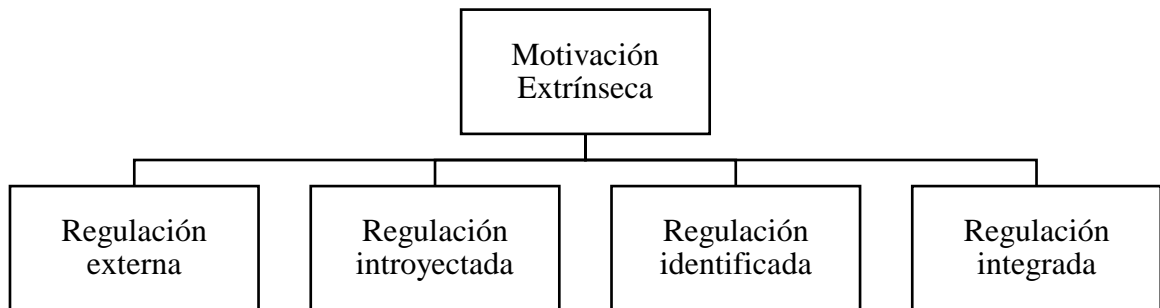 Motivación
Extrínseca
Regulación
externa
Regulación
introyectada
Regulación
identificada
Regulación
integrada